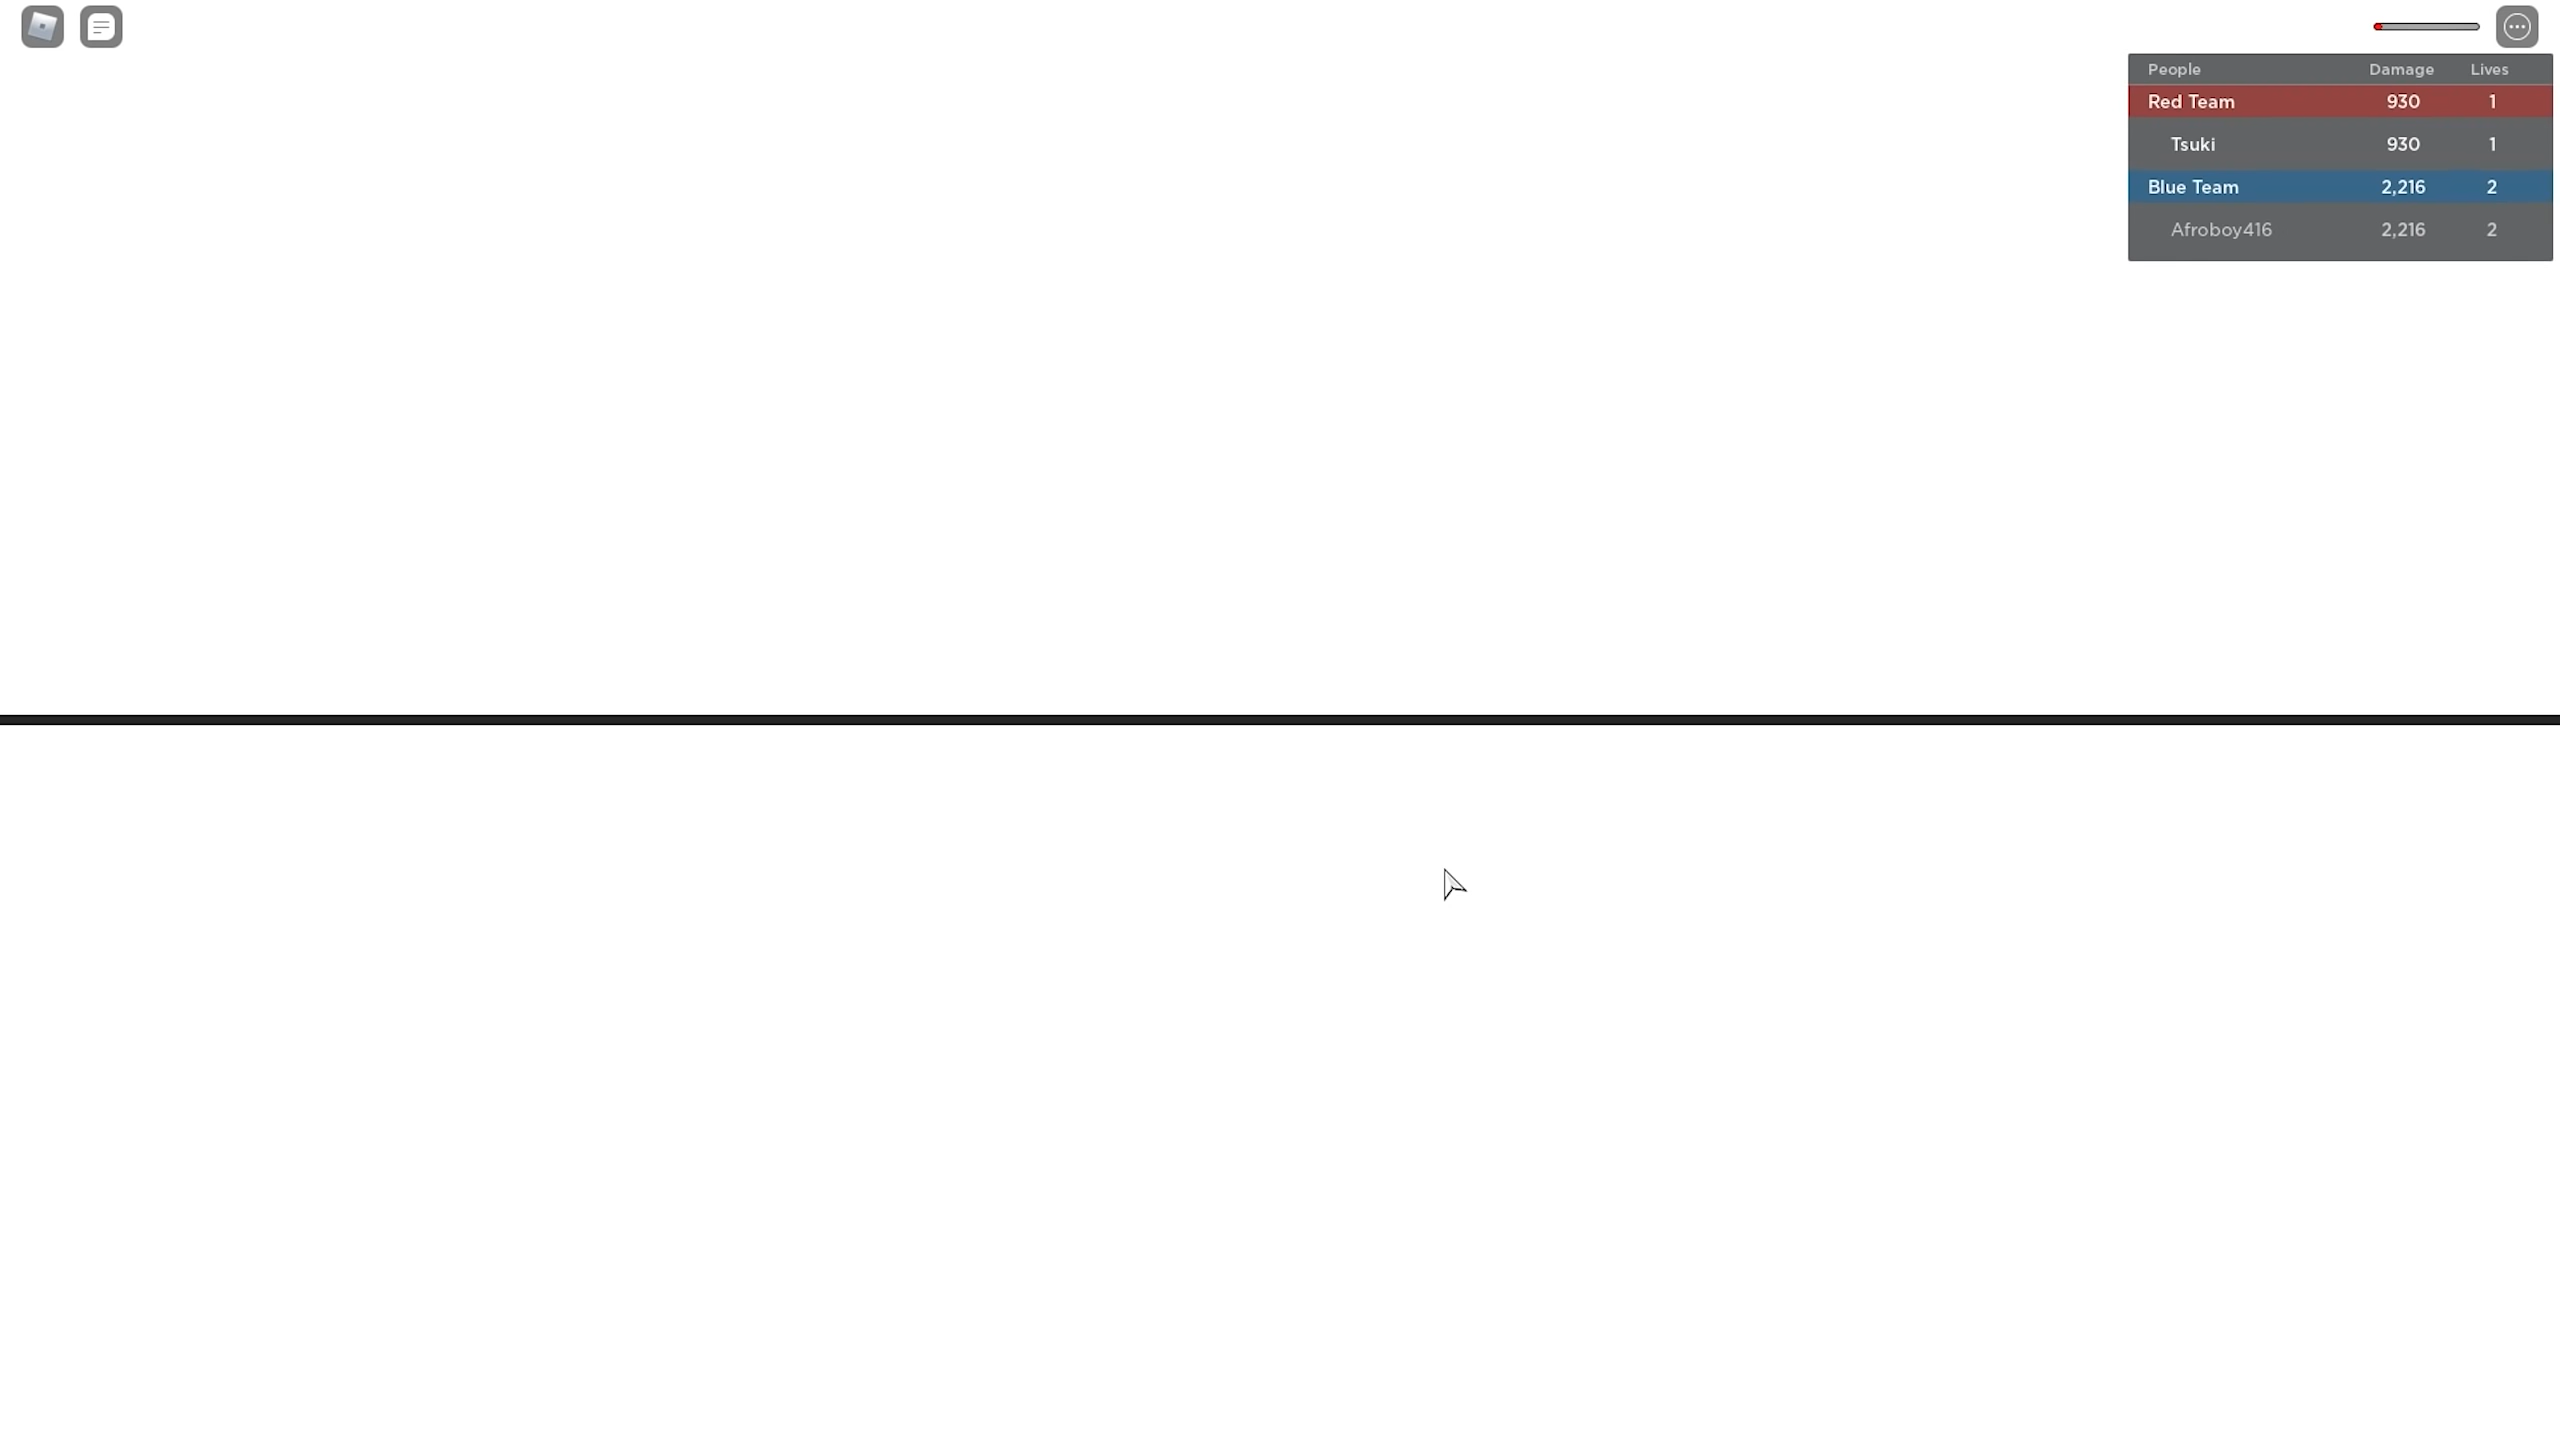 People Damage Lives
Red Team 930 1
Tsuki 930 1
Blue Team 2,216 2
Afroboy416 2,216 2